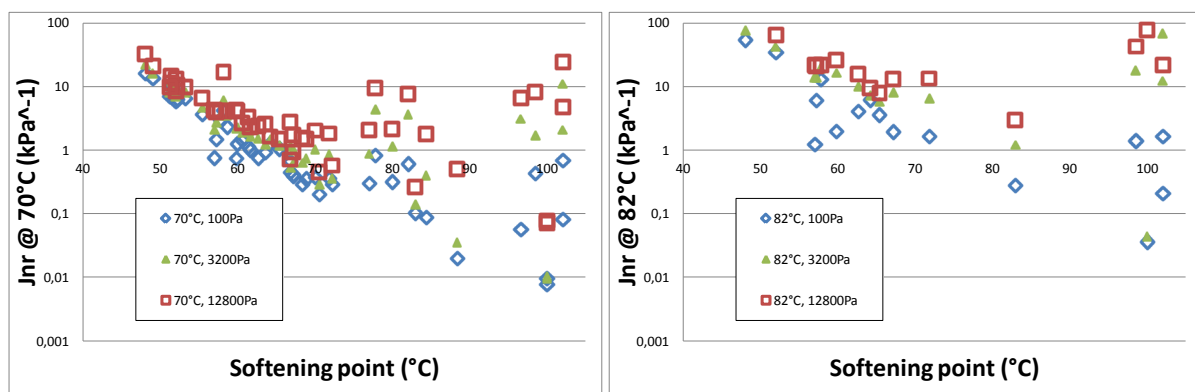 Jnr @ 70°C (kPa^-1)
100
10
1
0,1
0,01
0,001
40 50 60 70 80 90 100
70°C, 100Pa
70°C, 3200Pa
70°C, 12800Pa
Softening point (°C)
Jnr @ 82°C (kPa^-1)
100
10
1
0,1
0,01
0,001
40 50 60 70 80 90 100
82°C, 100Pa
82°C, 3200Pa
82°C, 12800Pa
Softening point (°C)